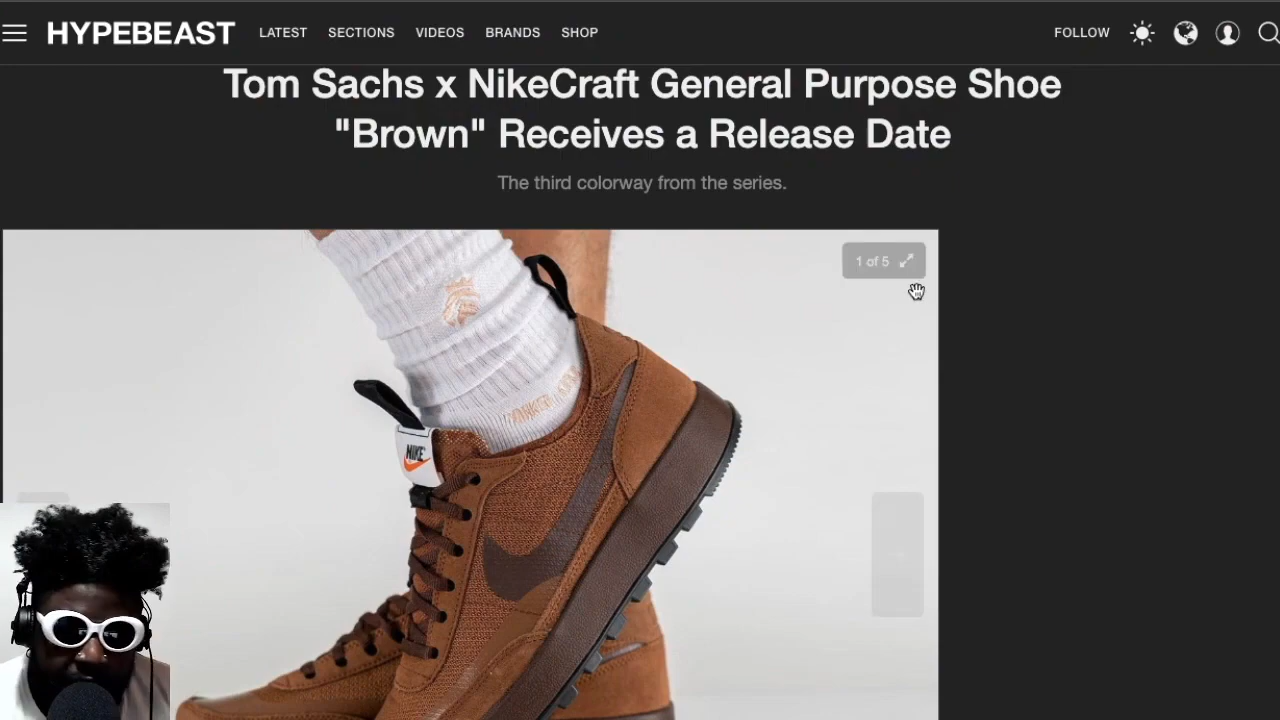 HYPEBEAST LATEST SECTIONS VIDEOS BRANDS SHOP FOLLOW
Tom Sachs x NikeCraft General Purpose Shoe
"Brown" Receives a Release Date
The third colorway from the series.
1 of 5
NIKE